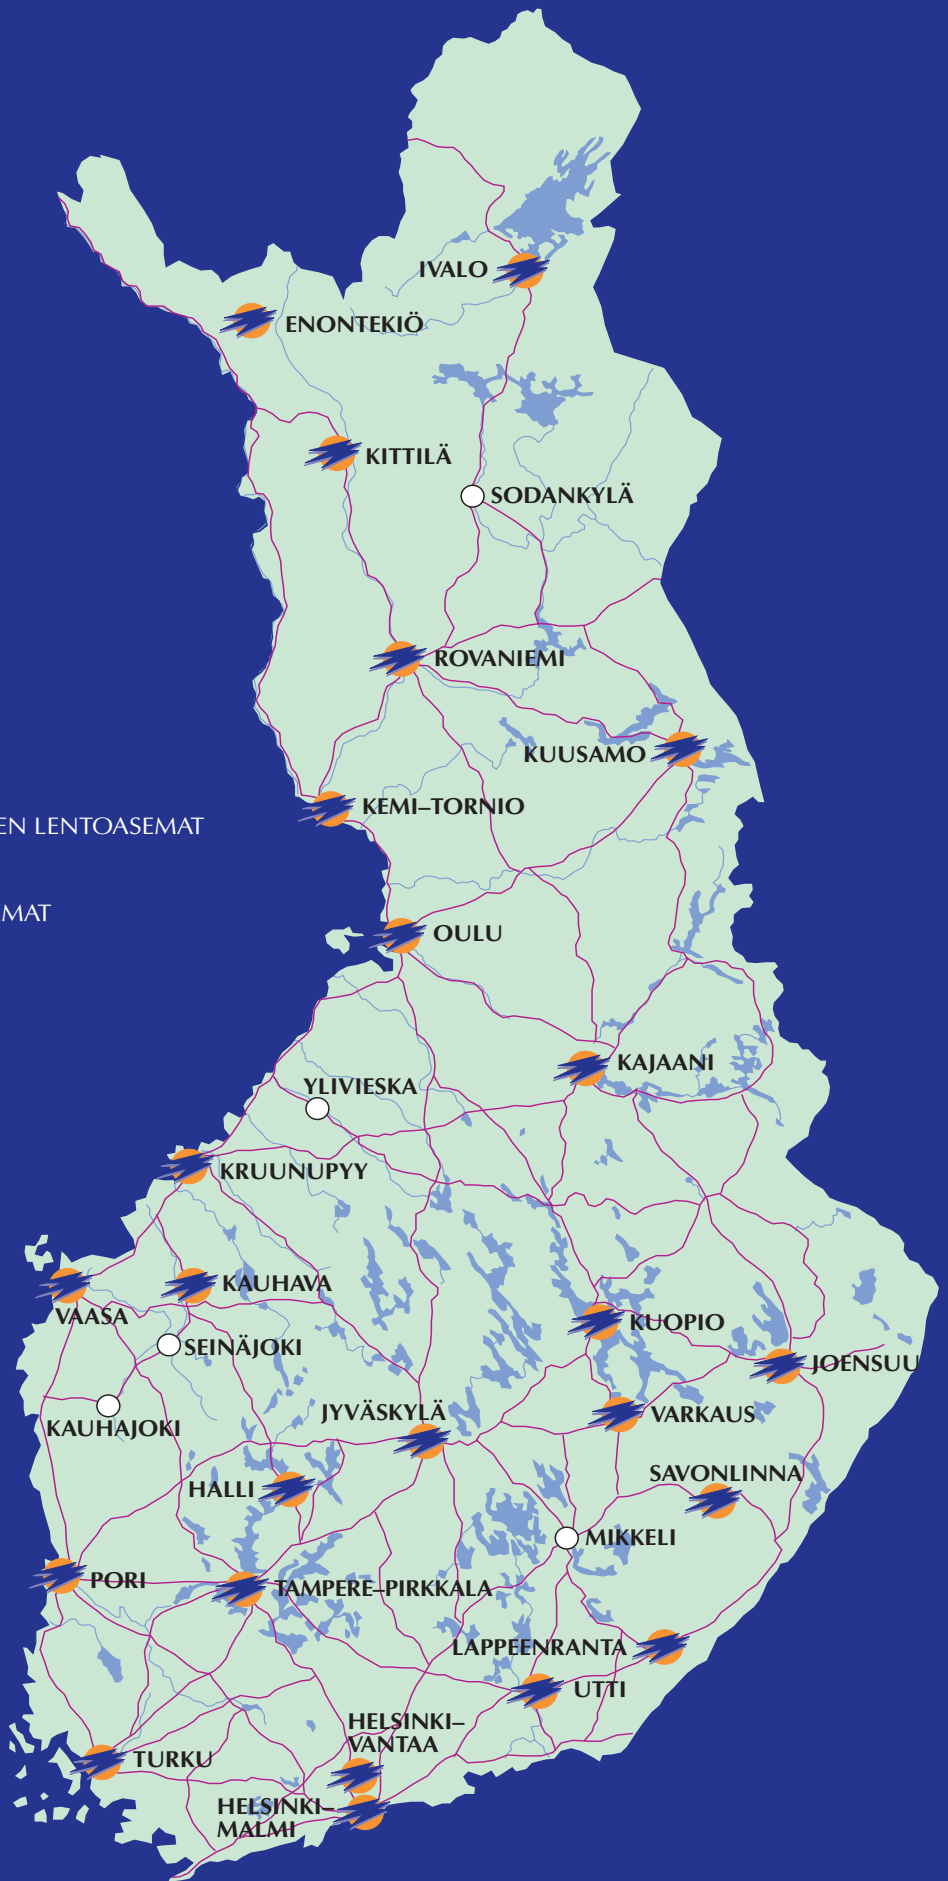 IVALO
ENONTEKIÖ
KITTILÄ
SODANKYLÄ
ROVANIEMI
KUUSAMO
KEMI–TORNIO
EN LENTOASEMAT
MAT
OULU
KAJAANI
YLIVIESKA
KRUUNUPYY
KAUHAVA
VAASA
KUOPIO
SEINÄJOKI
JOENSUU
JYVÄSKYLÄ
VARKAUS
KAUHAJOKI
SAVONLINNA
HALLI
MIKKELI
PORI
TAMPERE–PIRKKALA
LAPPEENRANTA
UTTI
HELSINKI–
VANTAA
TURKU
HELSINKI–
MALMI